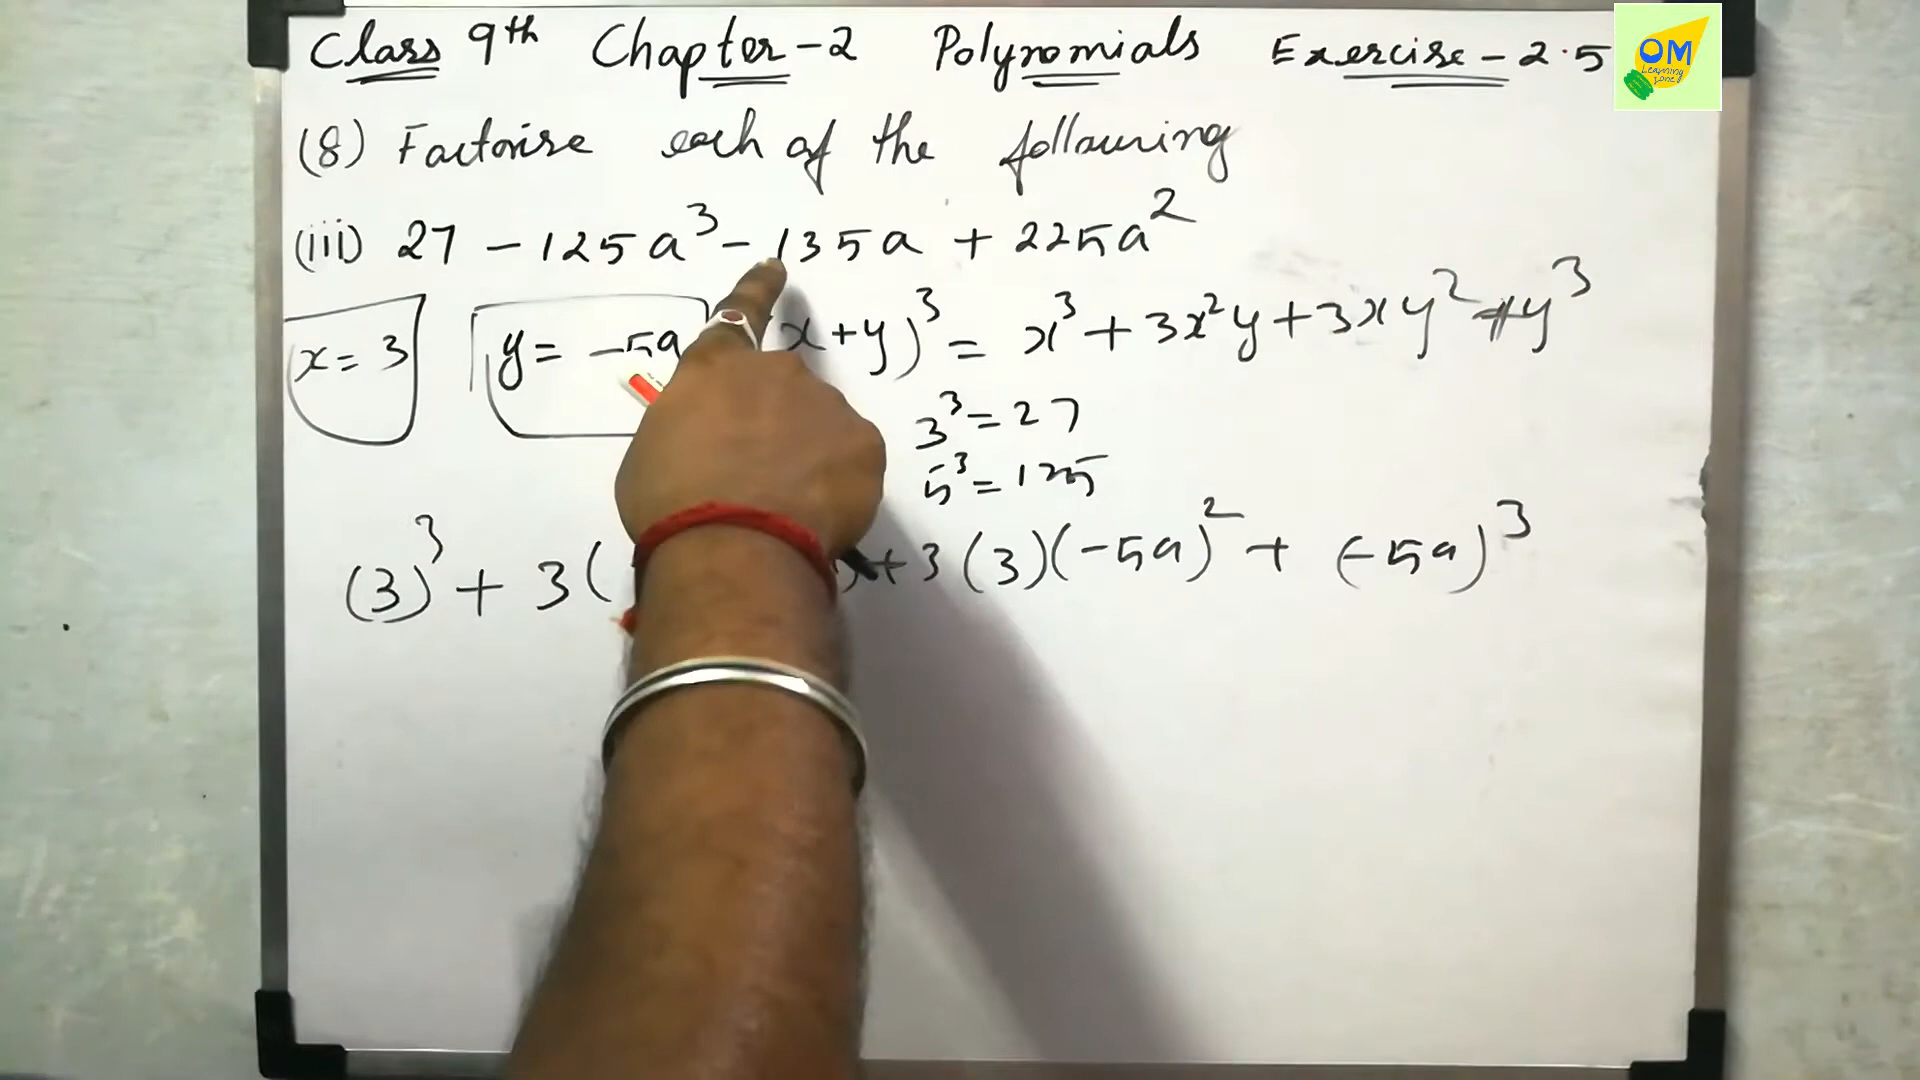 Class 9th Chapter-2 Polynomials Exercise-2.5
OM
Learning
Zone
(8) Factorise each of the following
(iii) 27 - 125a³ - 135a + 225a²
x = 3 y = -5a (x+y)³ = x³ + 3x²y + 3xy² + y³
3³ = 27
5³ = 125
(3)³ + 3( ) + 3(3)(-5a)² + (-5a)³